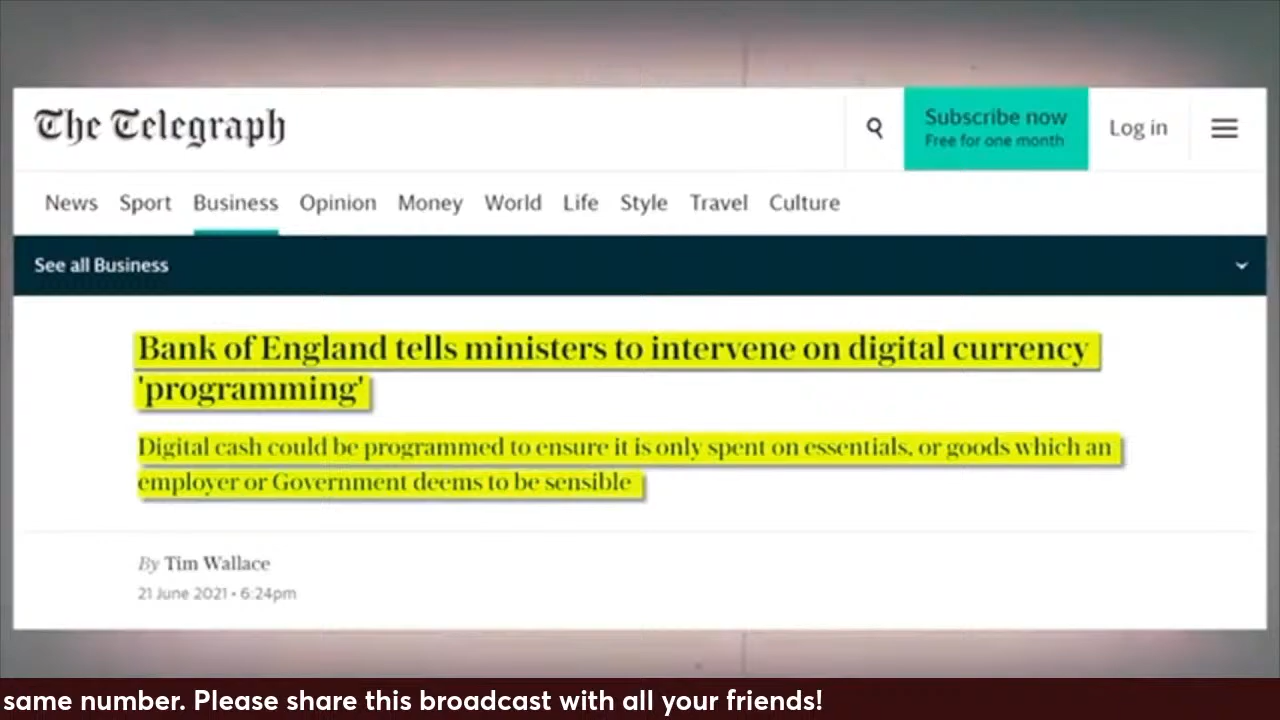 The Telegraph
Subscribe now
Free for one month
Log in
News Sport Business Opinion Money World Life Style Travel Culture
See all Business
Bank of England tells ministers to intervene on digital currency
'programming'
Digital cash could be programmed to ensure it is only spent on essentials, or goods which an
employer or Government deems to be sensible
By Tim Wallace
21 June 2021 • 6:24pm
same number. Please share this broadcast with all your friends!